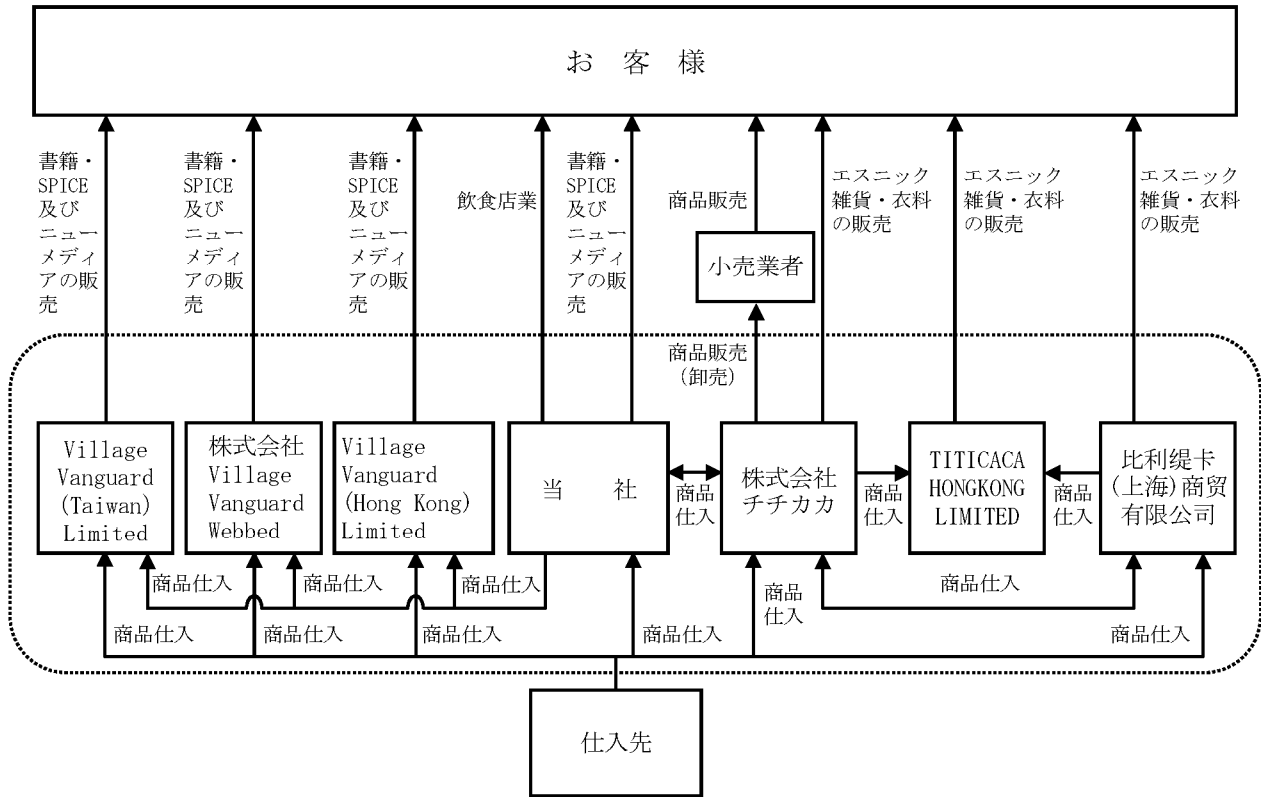 お 客 様
書籍・
SPICE
及び
ニュー
メディ
アの販
売
書籍・
SPICE
及び
ニュー
メディ
アの販
売
書籍・
SPICE
及び
ニュー
メディ
アの販
売
飲食店業
書籍・
SPICE
及び
ニュー
メディ
アの販
売
商品販売
エスニック
雑貨・衣料
の販売
エスニック
雑貨・衣料
の販売
エスニック
雑貨・衣料
の販売
小売業者
商品販売
(卸売)
Village
Vanguard
(Taiwan)
Limited
株式会社
Village
Vanguard
Webbed
Village
Vanguard
(Hong Kong)
Limited
当 社
商品
仕入
株式会社
チチカカ
商品
仕入
TITICACA
HONGKONG
LIMITED
商品
仕入
比利缇卡
(上海)商贸
有限公司
商品仕入
商品仕入
商品仕入
商品
仕入
商品仕入
商品仕入
商品仕入
商品仕入
商品仕入
商品仕入
仕入先